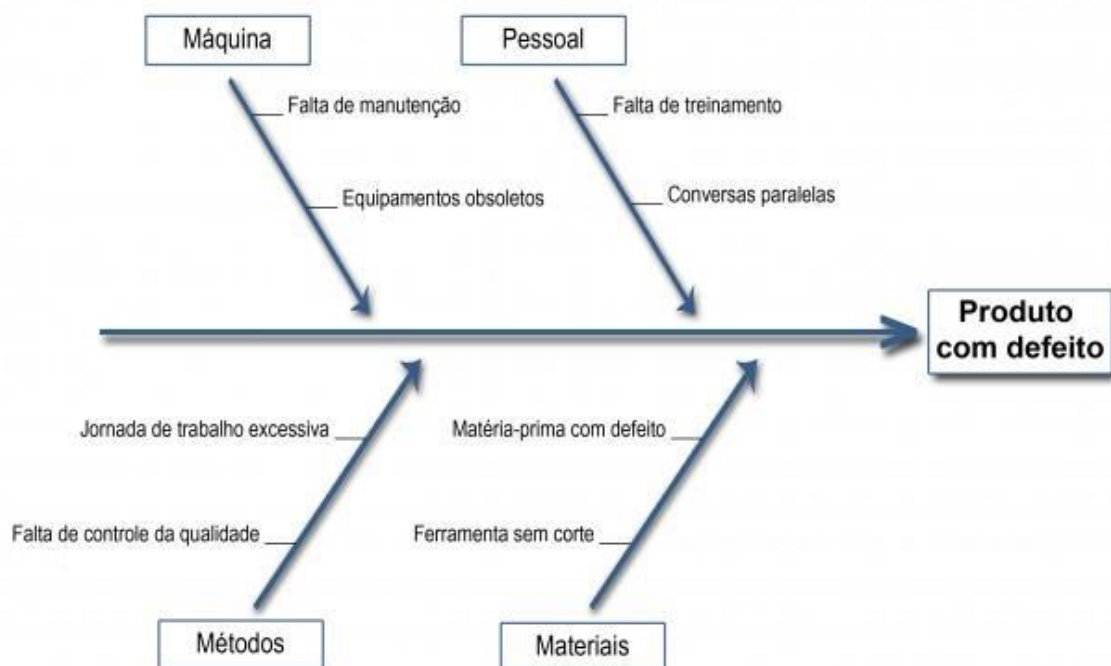 Máquina
Pessoal
Falta de manutenção
Falta de treinamento
Equipamentos obsoletos
Conversas paralelas
Produto
com defeito
Jornada de trabalho excessiva
Matéria-prima com defeito
Falta de controle da qualidade
Ferramenta sem corte
Métodos
Materiais